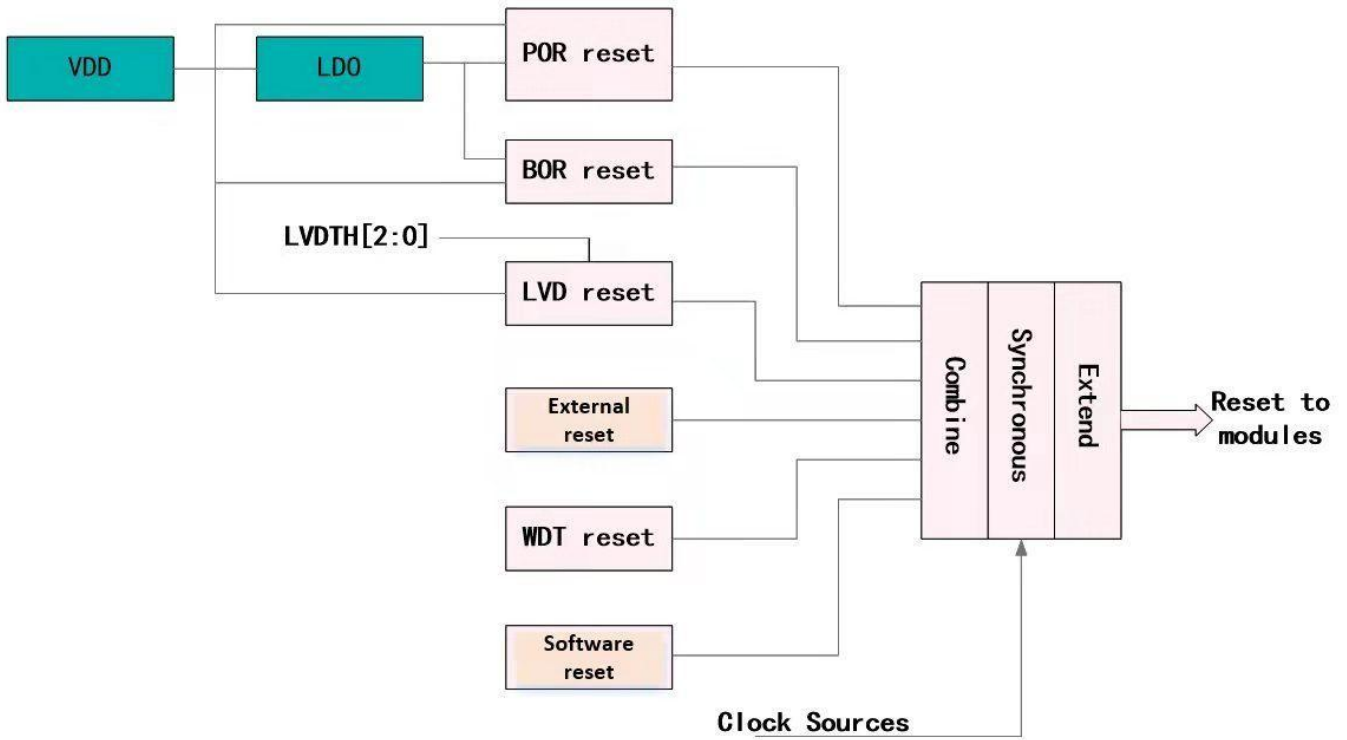 VDD
LDO
POR reset
BOR reset
LVDTH[2:0]
LVD reset
External
reset
WDT reset
Software
reset
Combine
Synchronous
Extend
Reset to
modules
Clock Sources